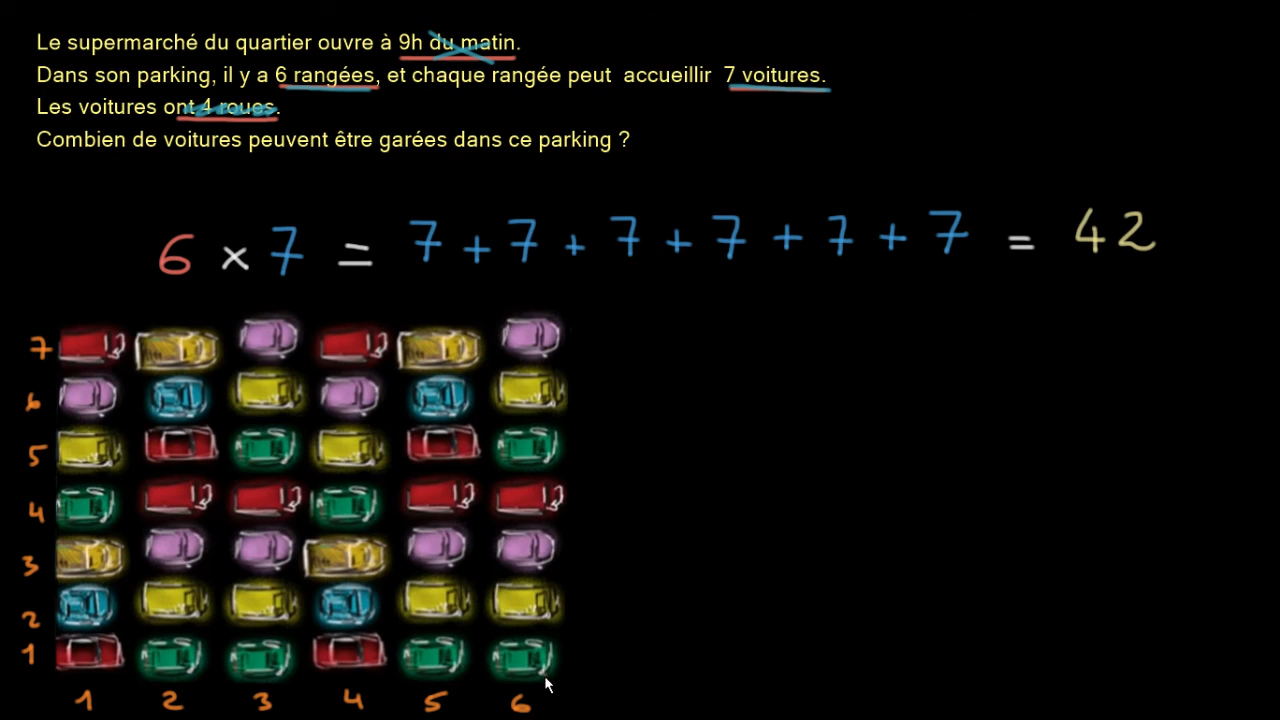 Le supermarché du quartier ouvre à 9h du matin.
Dans son parking, il y a 6 rangées, et chaque rangée peut accueillir 7 voitures.
Les voitures ont 4 roues.
Combien de voitures peuvent être garées dans ce parking ?
6 × 7 = 7 + 7 + 7 + 7 + 7 + 7 = 42
7
6
5
4
3
2
1
1 2 3 4 5 6